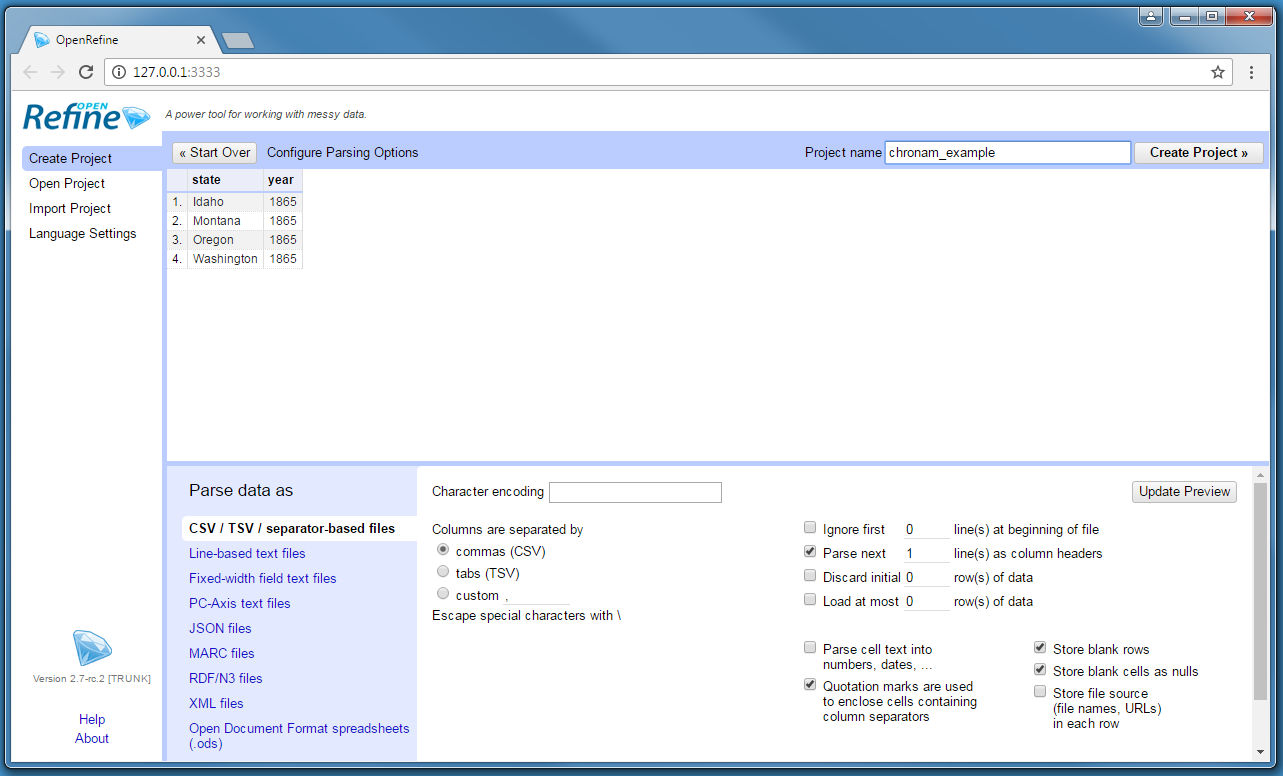 OpenRefine
127.0.0.1:3333
OPEN
Refine
A power tool for working with messy data.
Create Project
Open Project
Import Project
Language Settings
« Start Over Configure Parsing Options Project name chronam_example Create Project »
state year
1. Idaho 1865
2. Montana 1865
3. Oregon 1865
4. Washington 1865
Parse data as
CSV / TSV / separator-based files
Line-based text files
Fixed-width field text files
PC-Axis text files
JSON files
MARC files
RDF/N3 files
XML files
Open Document Format spreadsheets
(.ods)
Character encoding
Update Preview
Columns are separated by
commas (CSV)
tabs (TSV)
custom ,
Escape special characters with \
Ignore first 0 line(s) at beginning of file
Parse next 1 line(s) as column headers
Discard initial 0 row(s) of data
Load at most 0 row(s) of data
Parse cell text into
numbers, dates, ...
Quotation marks are used
to enclose cells containing
column separators
Store blank rows
Store blank cells as nulls
Store file source
(file names, URLs)
in each row
Version 2.7-rc.2 [TRUNK]
Help
About